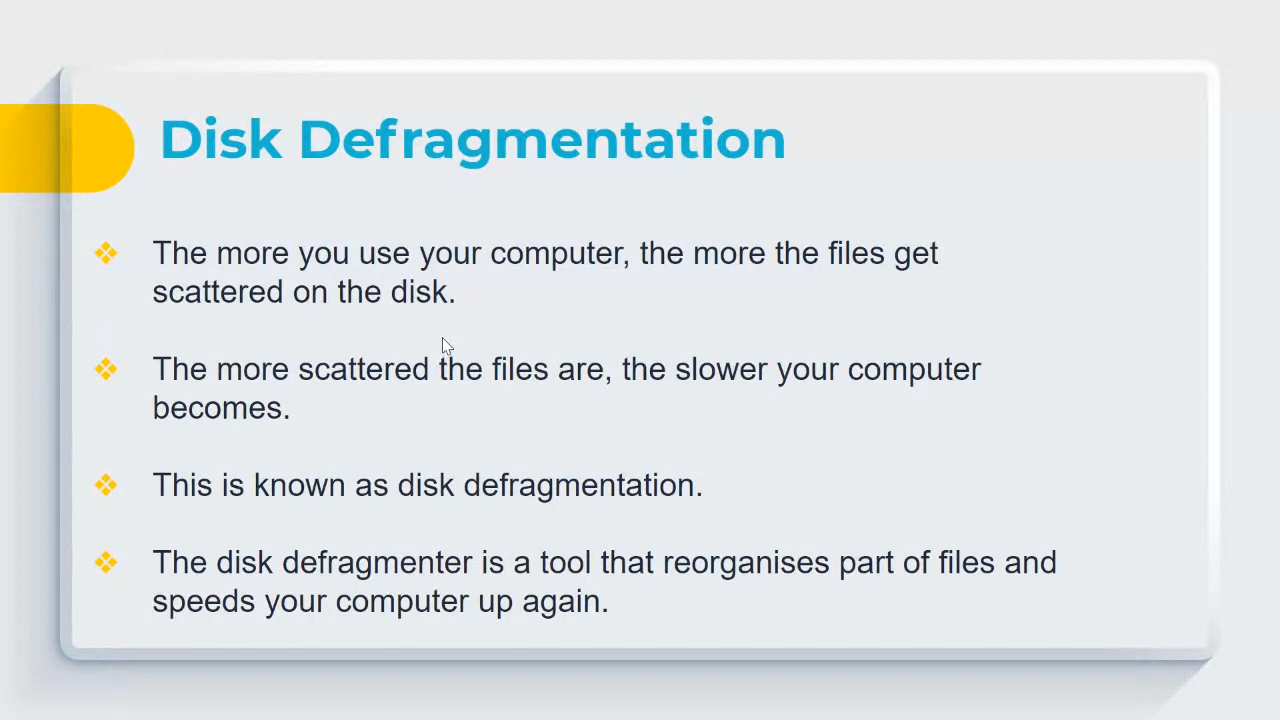 Disk Defragmentation
The more you use your computer, the more the files get
scattered on the disk.
The more scattered the files are, the slower your computer
becomes.
This is known as disk defragmentation.
The disk defragmenter is a tool that reorganises part of files and
speeds your computer up again.